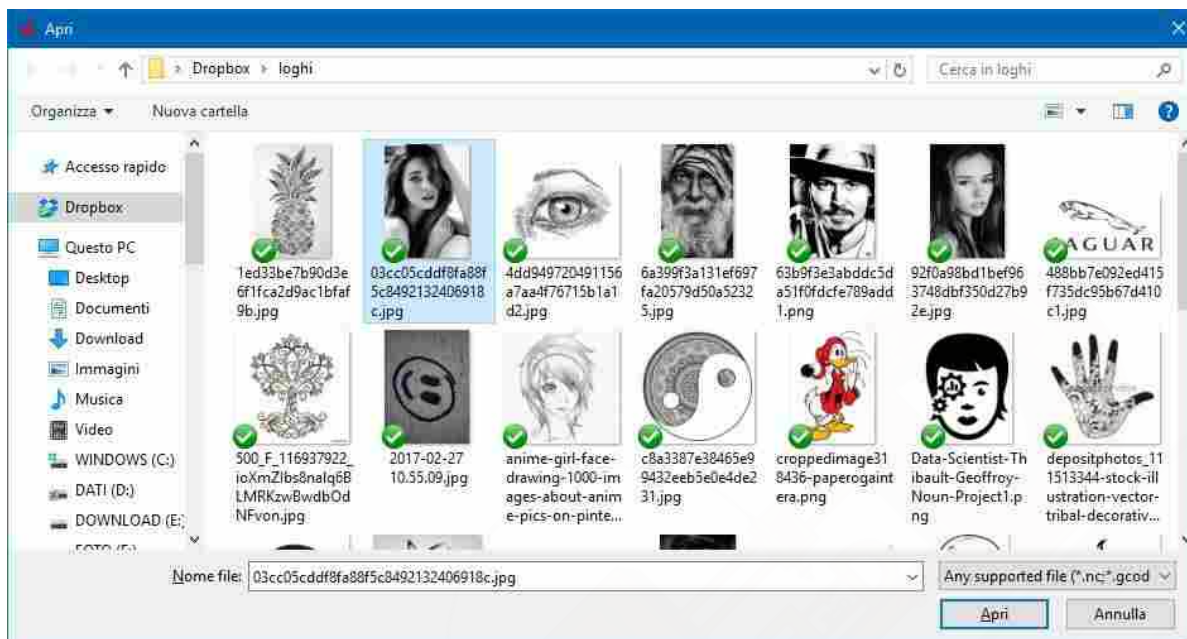 Apri
Dropbox > loghi
Cerca in loghi
Organizza
Nuova cartella
Accesso rapido
Dropbox
Questo PC
Desktop
Documenti
Download
Immagini
Musica
Video
WINDOWS (C:)
DATI (D:)
DOWNLOAD (E:
FOTO (F:)
1ed33be7b90d3e
6f1fca2d9ac1bfaf
9b.jpg
03cc05cddf8fa88f
5c8492132406918
c.jpg
4dd949720491156
a7aa4f76715b1a1
d2.jpg
6a399f3a131ef697
fa20579d50a5232
5.jpg
63b9f3e3abddc5d
a51f0fdcfe789add
1.png
92f0a98bd1bef96
3748dbf350d27b9
2e.jpg
AGUAR
488bb7e092ed415
f735dc95b67d410
c1.jpg
500_F_116937922_
ioXmZIbs8naIq6B
LMRKzwBwdbOd
NFvon.jpg
2017-02-27
10.55.09.jpg
anime-girl-face-
drawing-1000-im
ages-about-anim
e-pics-on-pinte...
c8a3387e38465e9
9432eeb5e0e4de2
31.jpg
croppedimage31
8436-paperogaint
era.png
Data-Scientist-Th
ibault-Geoffroy-
Noun-Project1.p
ng
depositphotos_11
1513344-stock-ill
ustration-vector-
tribal-decorativ...
Nome file: 03cc05cddf8fa88f5c8492132406918c.jpg
Any supported file (*.nc;*.gcod
Apri
Annulla